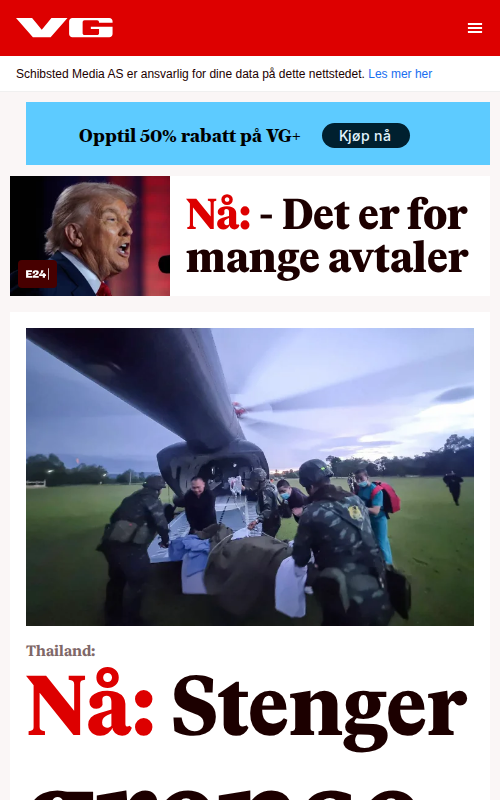 VG
Schibsted Media AS er ansvarlig for dine data på dette nettstedet. Les mer her
Opptil 50% rabatt på VG+
Kjøp nå
E24
Nå: - Det er for
mange avtaler
Thailand:
Nå: Stenger